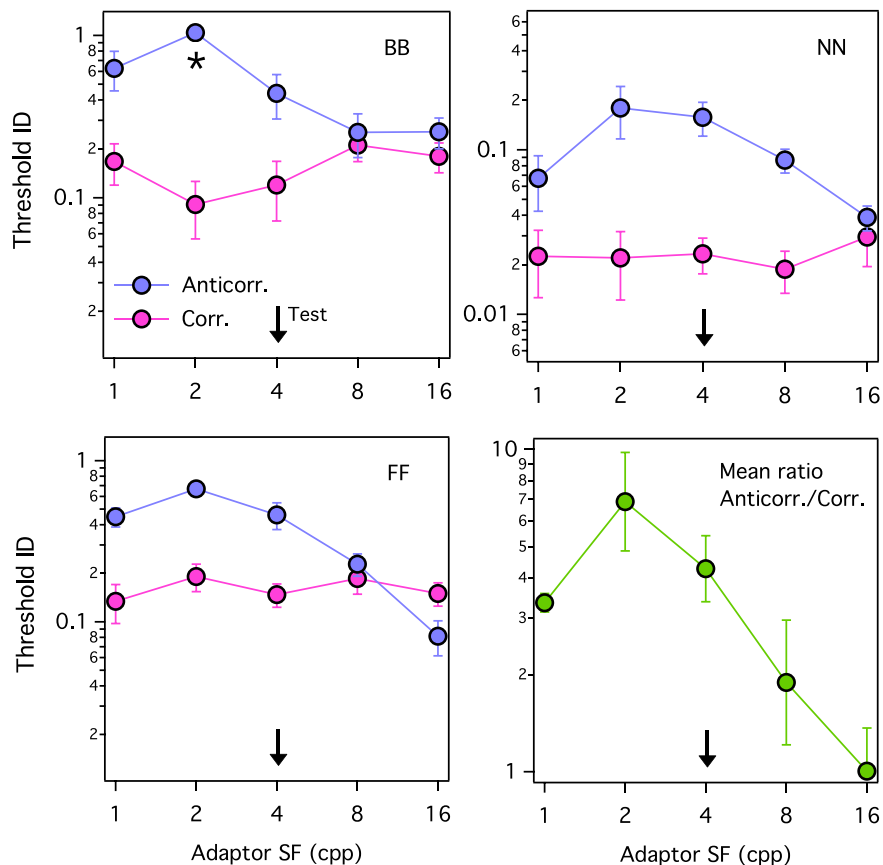 BB
Threshold ID
1
8
6
4
2
0.1
8
6
4
2
*
Anticorr.
Corr.
Test
1 2 4 8 16
NN
6
4
2
0.1
8
6
4
2
0.01
8
6
1 2 4 8 16
FF
Threshold ID
1
8
6
4
2
0.1
8
6
4
2
1 2 4 8 16
Adaptor SF (cpp)
Mean ratio
Anticorr./Corr.
10
9
8
7
6
5
4
3
2
1
1 2 4 8 16
Adaptor SF (cpp)